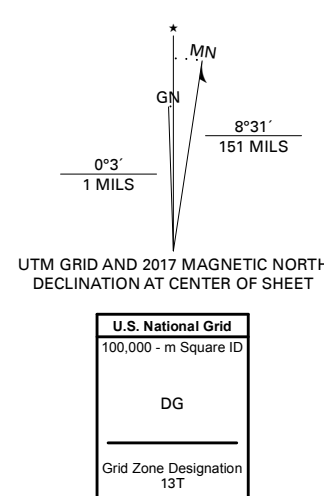 ★
MN
GN
8°31´
151 MILS
0°3´
1 MILS
UTM GRID AND 2017 MAGNETIC NORTH
DECLINATION AT CENTER OF SHEET
U.S. National Grid
100,000 - m Square ID
DG
Grid Zone Designation
13T